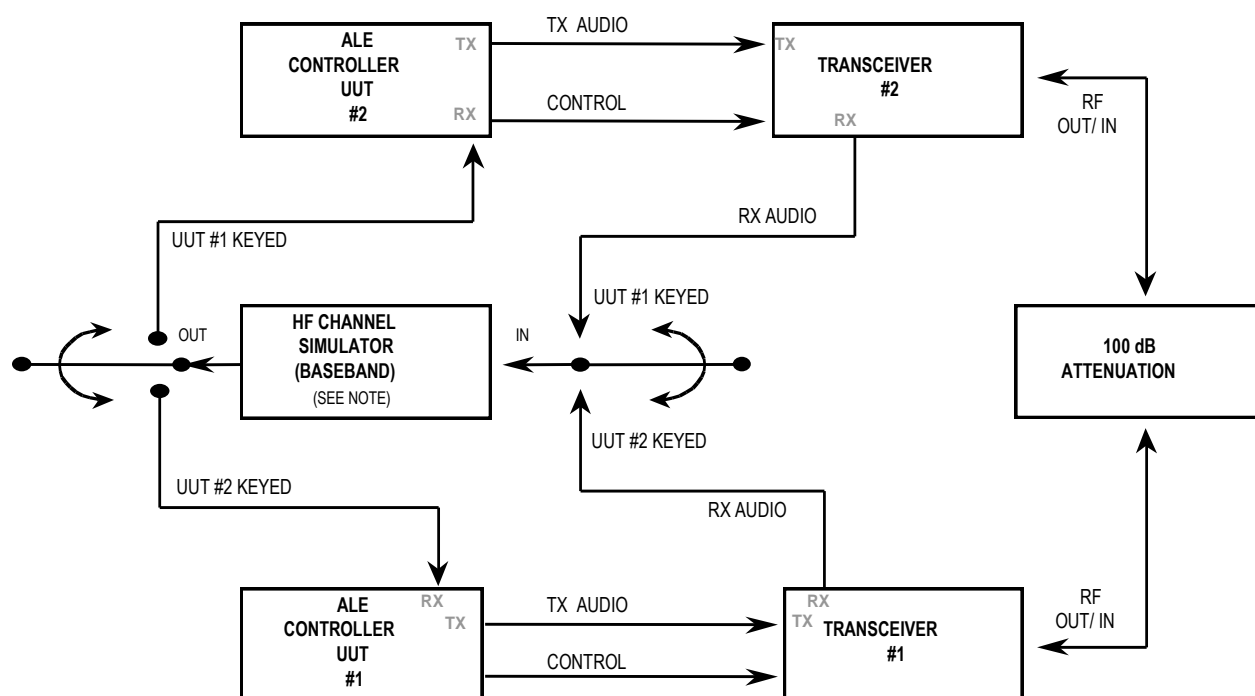 ALE
CONTROLLER
UUT
#2
TX
RX
TX AUDIO
CONTROL
TX
TRANSCEIVER
#2
RX
RF
OUT/ IN
RX AUDIO
UUT #1 KEYED
UUT #1 KEYED
OUT
HF CHANNEL
SIMULATOR
(BASEBAND)
(SEE NOTE)
IN
100 dB
ATTENUATION
UUT #2 KEYED
UUT #2 KEYED
RX AUDIO
ALE
CONTROLLER
UUT
#1
RX
TX
TX AUDIO
CONTROL
RX
TX
TRANSCEIVER
#1
RF
OUT/ IN